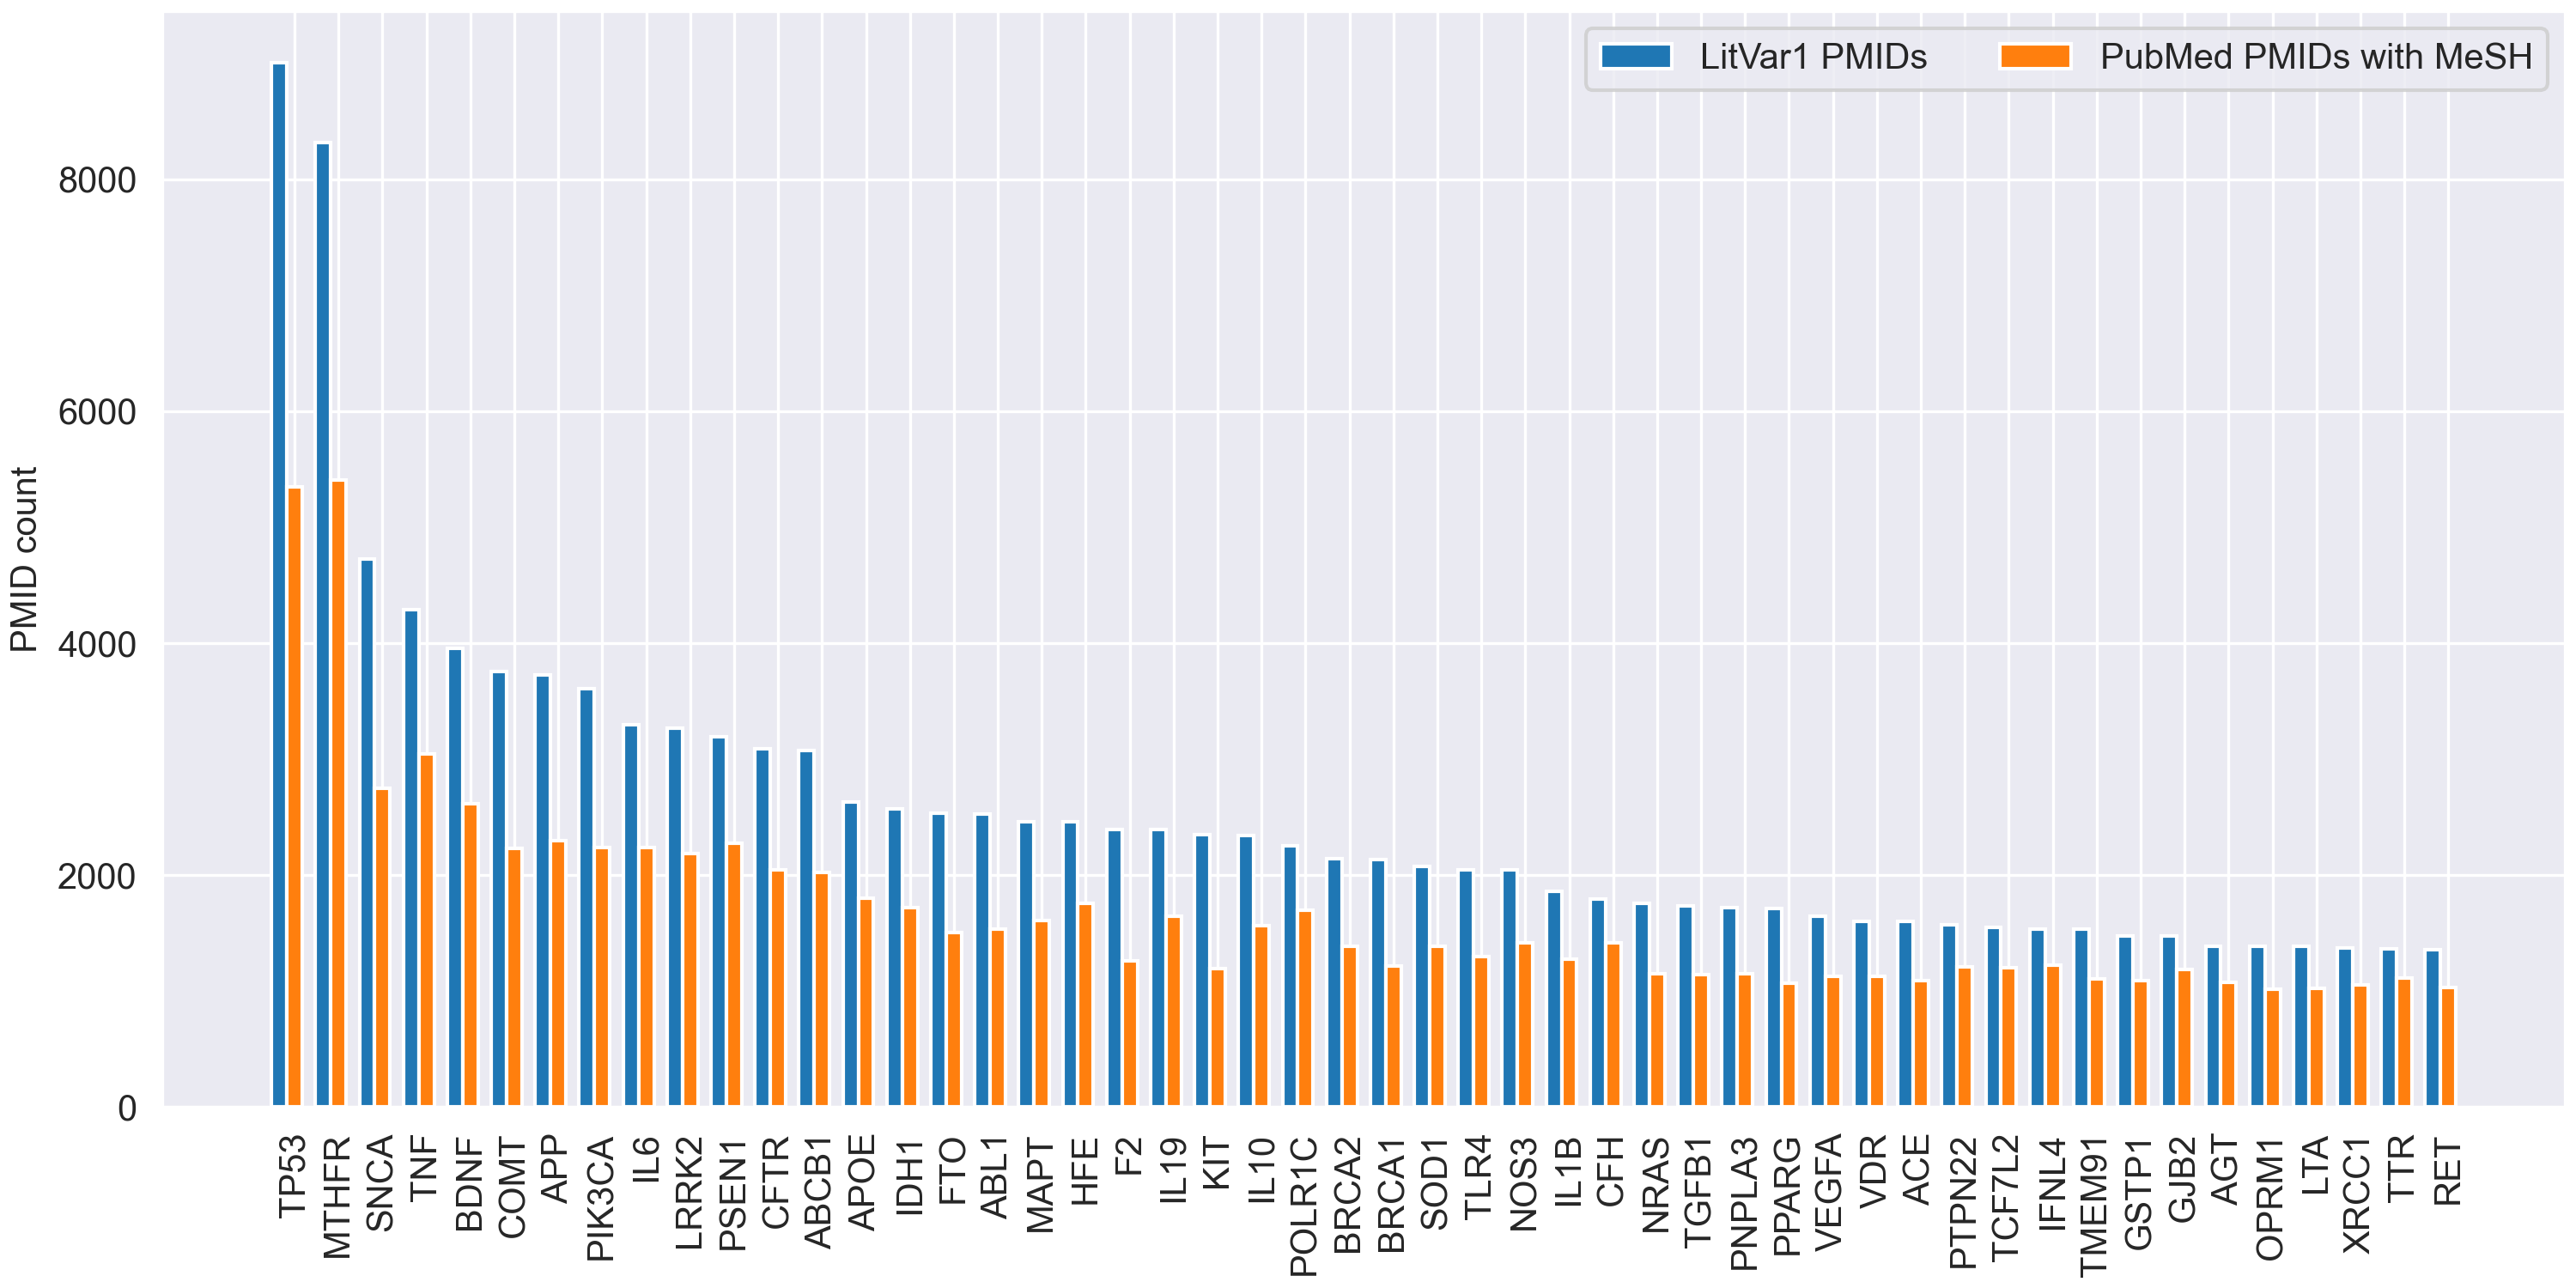 LitVar1 PMIDs
PubMed PMIDs with MeSH
PMID count
8000
6000
4000
2000
0
TP53
MTHFR
SNCA
TNF
BDNF
COMT
APP
PIK3CA
IL6
LRRK2
PSEN1
CFTR
ABCB1
APOE
IDH1
FTO
ABL1
MAPT
HFE
F2
IL19
KIT
IL10
POLR1C
BRCA2
BRCA1
SOD1
TLR4
NOS3
IL1B
CFH
NRAS
TGFB1
PNPLA3
PPARG
VEGFA
VDR
ACE
PTPN22
TCF7L2
IFNL4
TMEM91
GSTP1
GJB2
AGT
OPRM1
LTA
XRCC1
TTR
RET